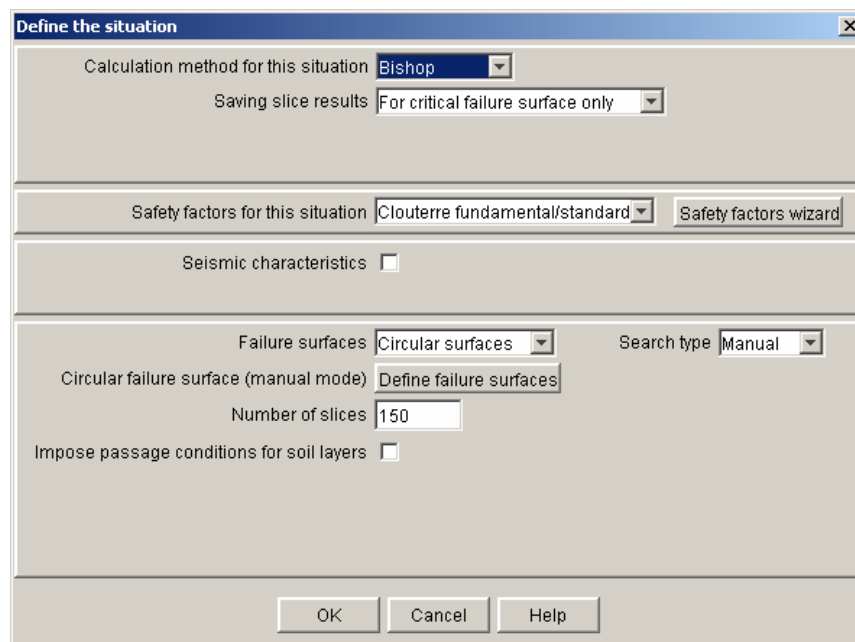 Define the situation
Calculation method for this situation Bishop
Saving slice results For critical failure surface only
Safety factors for this situation Clouterre fundamental/standard Safety factors wizard
Seismic characteristics
Failure surfaces Circular surfaces Search type Manual
Circular failure surface (manual mode) Define failure surfaces
Number of slices 150
Impose passage conditions for soil layers
OK Cancel Help